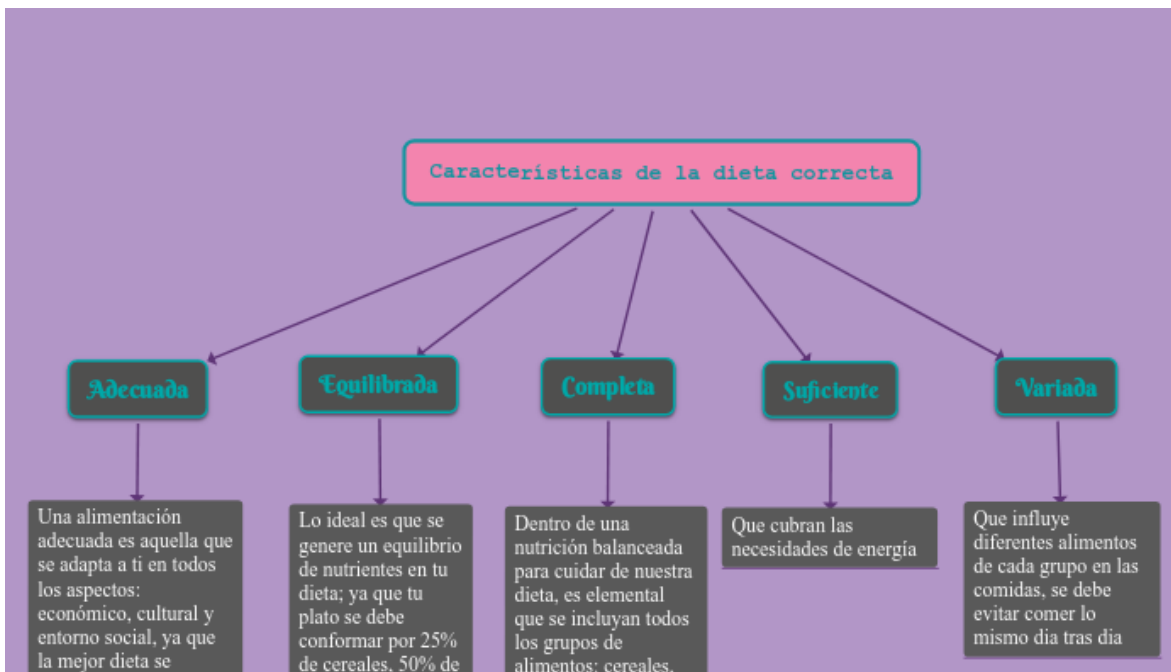 Características de la dieta correcta
Adecuada
Equilibrada
Completa
Suficiente
Variada
Una alimentación
adecuada es aquella que
se adapta a ti en todos
los aspectos:
económico, cultural y
entorno social, ya que
la mejor dieta se
Lo ideal es que se
genere un equilibrio
de nutrientes en tu
dieta; ya que tu
plato se debe
conformar por 25%
de cereales, 50% de
Dentro de una
nutrición balanceada
para cuidar de nuestra
dieta, es elemental
que se incluyan todos
los grupos de
alimentos: cereales,
Que cubran las
necesidades de energía
Que influye
diferentes alimentos
de cada grupo en las
comidas, se debe
evitar comer lo
mismo dia tras dia